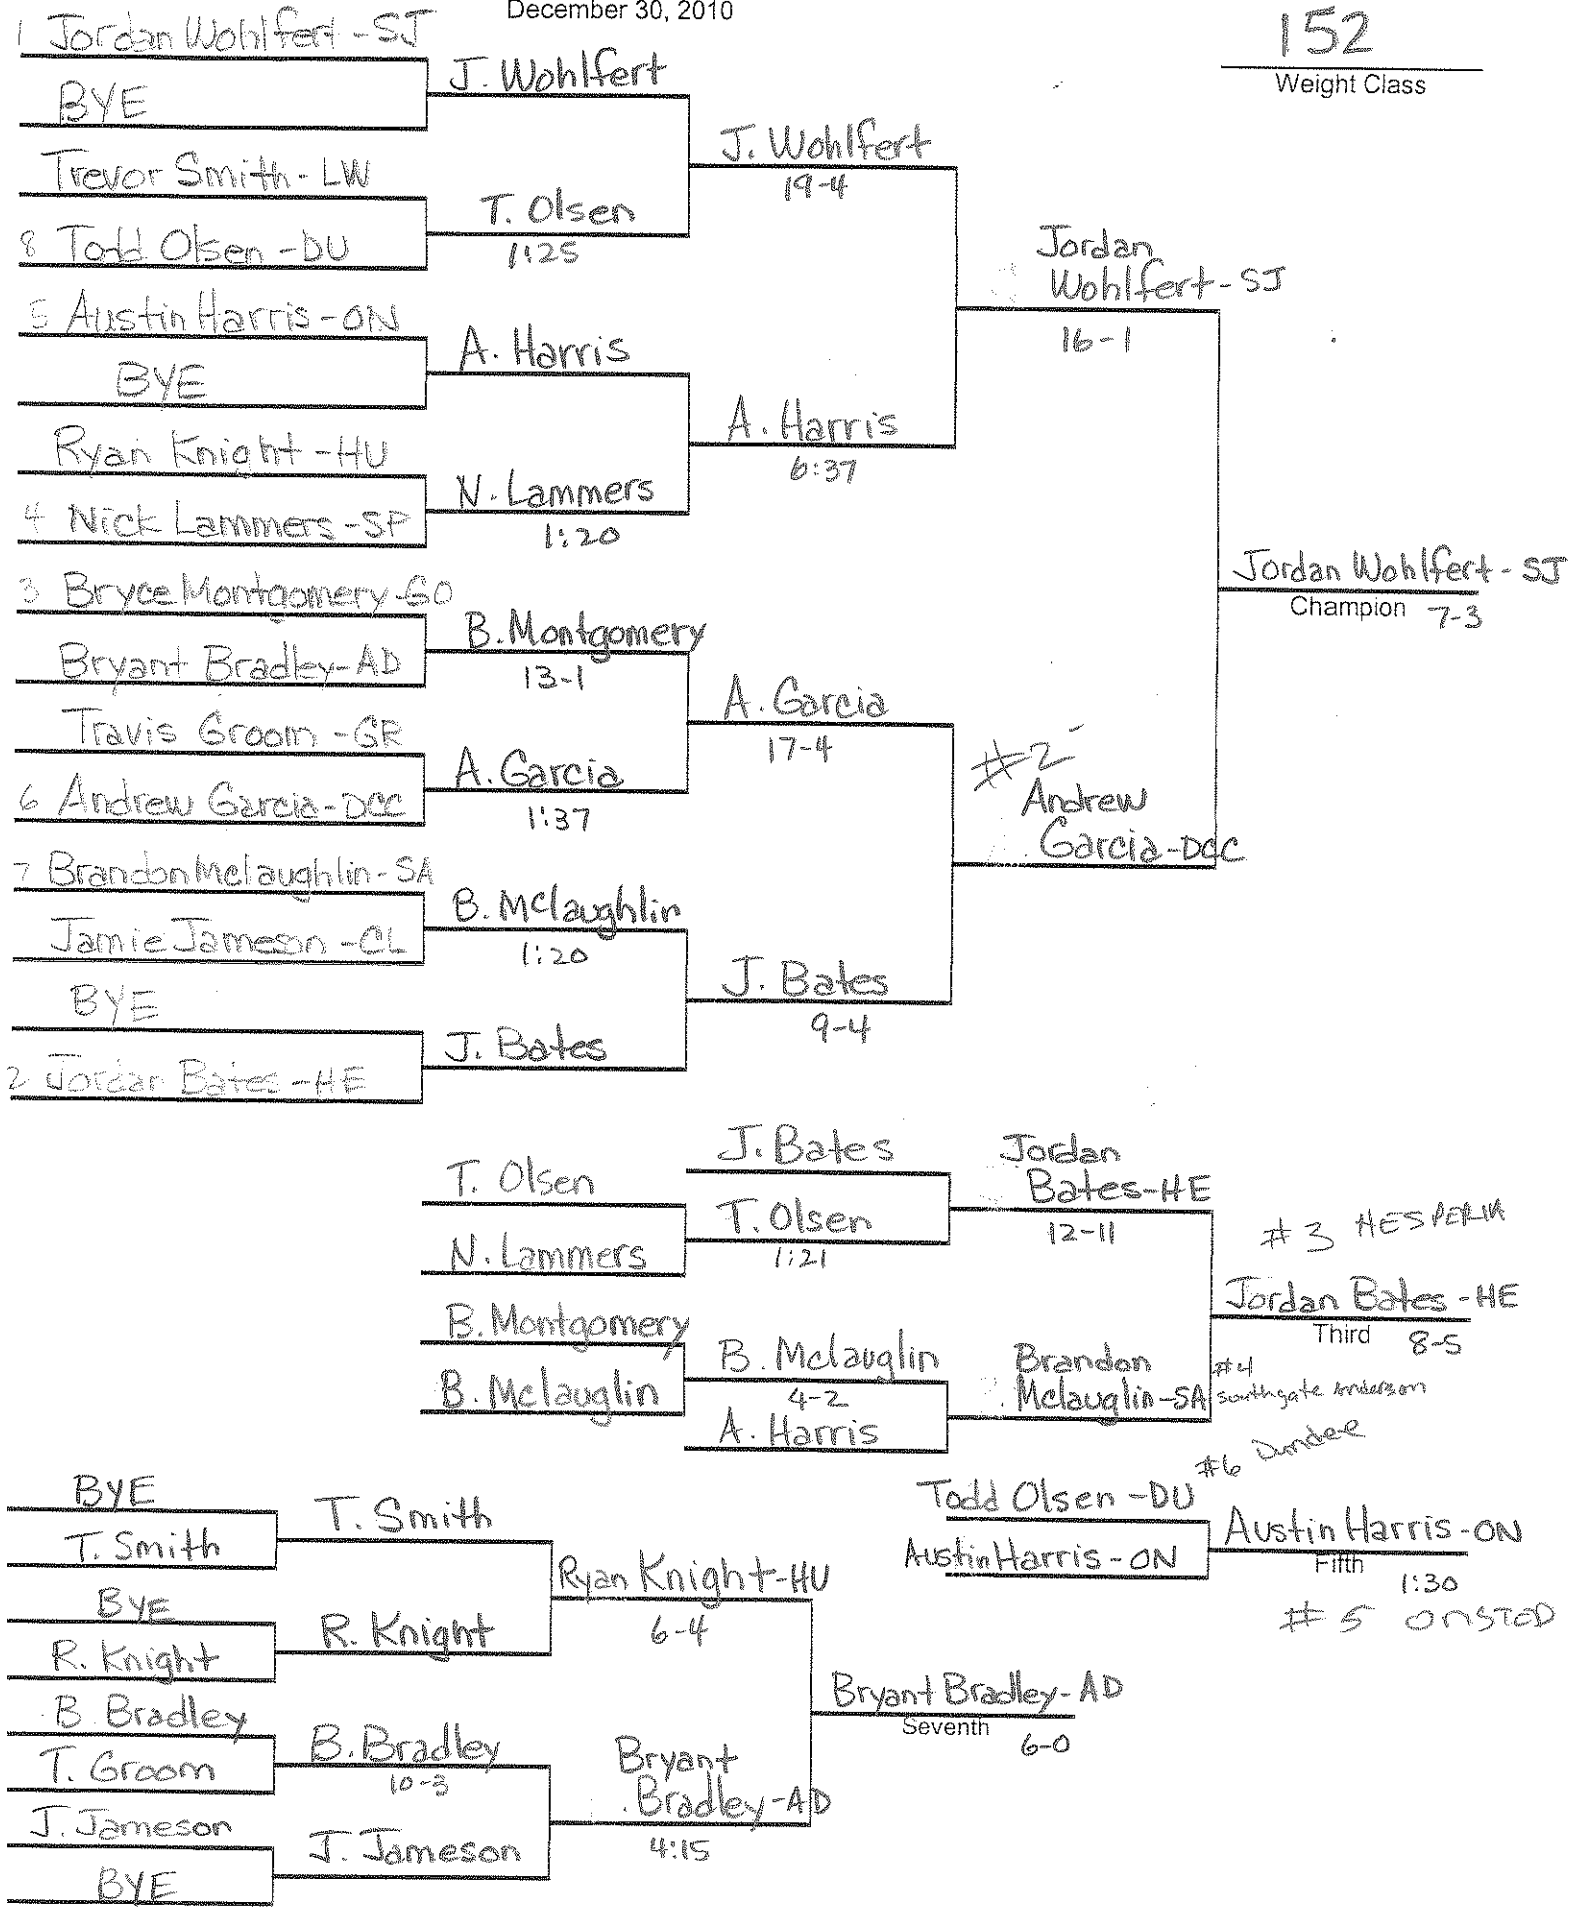 December 30, 2010
152
Weight Class
1 Jordan Wohlfert - SJ
BYE
J. Wohlfert
Trevor Smith - LW
8 Todd Olsen - DU
T. Olsen
1:25
J. Wohlfert
19-4
5 Austin Harris - ON
BYE
A. Harris
Ryan Knight - HU
4 Nick Lammers - SP
N. Lammers
1:20
A. Harris
6:37
Jordan
Wohlfert - SJ
16-1
3 Bryce Montgomery - GO
Bryant Bradley - AD
B. Montgomery
13-1
Travis Groom - GR
6 Andrew Garcia - DCC
A. Garcia
1:37
A. Garcia
17-4
7 Brandon Mclaughlin - SA
Jamie Jameson - CL
B. Mclaughlin
1:20
BYE
2 Jordan Bates - HE
J. Bates
J. Bates
9-4
#2
Andrew
Garcia - DCC
Jordan Wohlfert - SJ
Champion 7-3
T. Olsen
N. Lammers
J. Bates
T. Olsen
1:21
Jordan
Bates - HE
12-11
B. Montgomery
B. Mclauglin
B. Mclauglin
4-2
A. Harris
Brandon
Mclauglin - SA
#4
Southgate Anderson
#3 HESPERIA
Jordan Bates - HE
Third 8-5
Todd Olsen - DU
#6 Dundee
Austin Harris - ON
Austin Harris - ON
Fifth
1:30
#5 ONSTED
BYE
T. Smith
T. Smith
BYE
R. Knight
R. Knight
Ryan Knight - HU
6-4
B. Bradley
T. Groom
B. Bradley
10-3
J. Jameson
BYE
J. Jameson
Bryant
Bradley - AD
4:15
Bryant Bradley - AD
Seventh
6-0